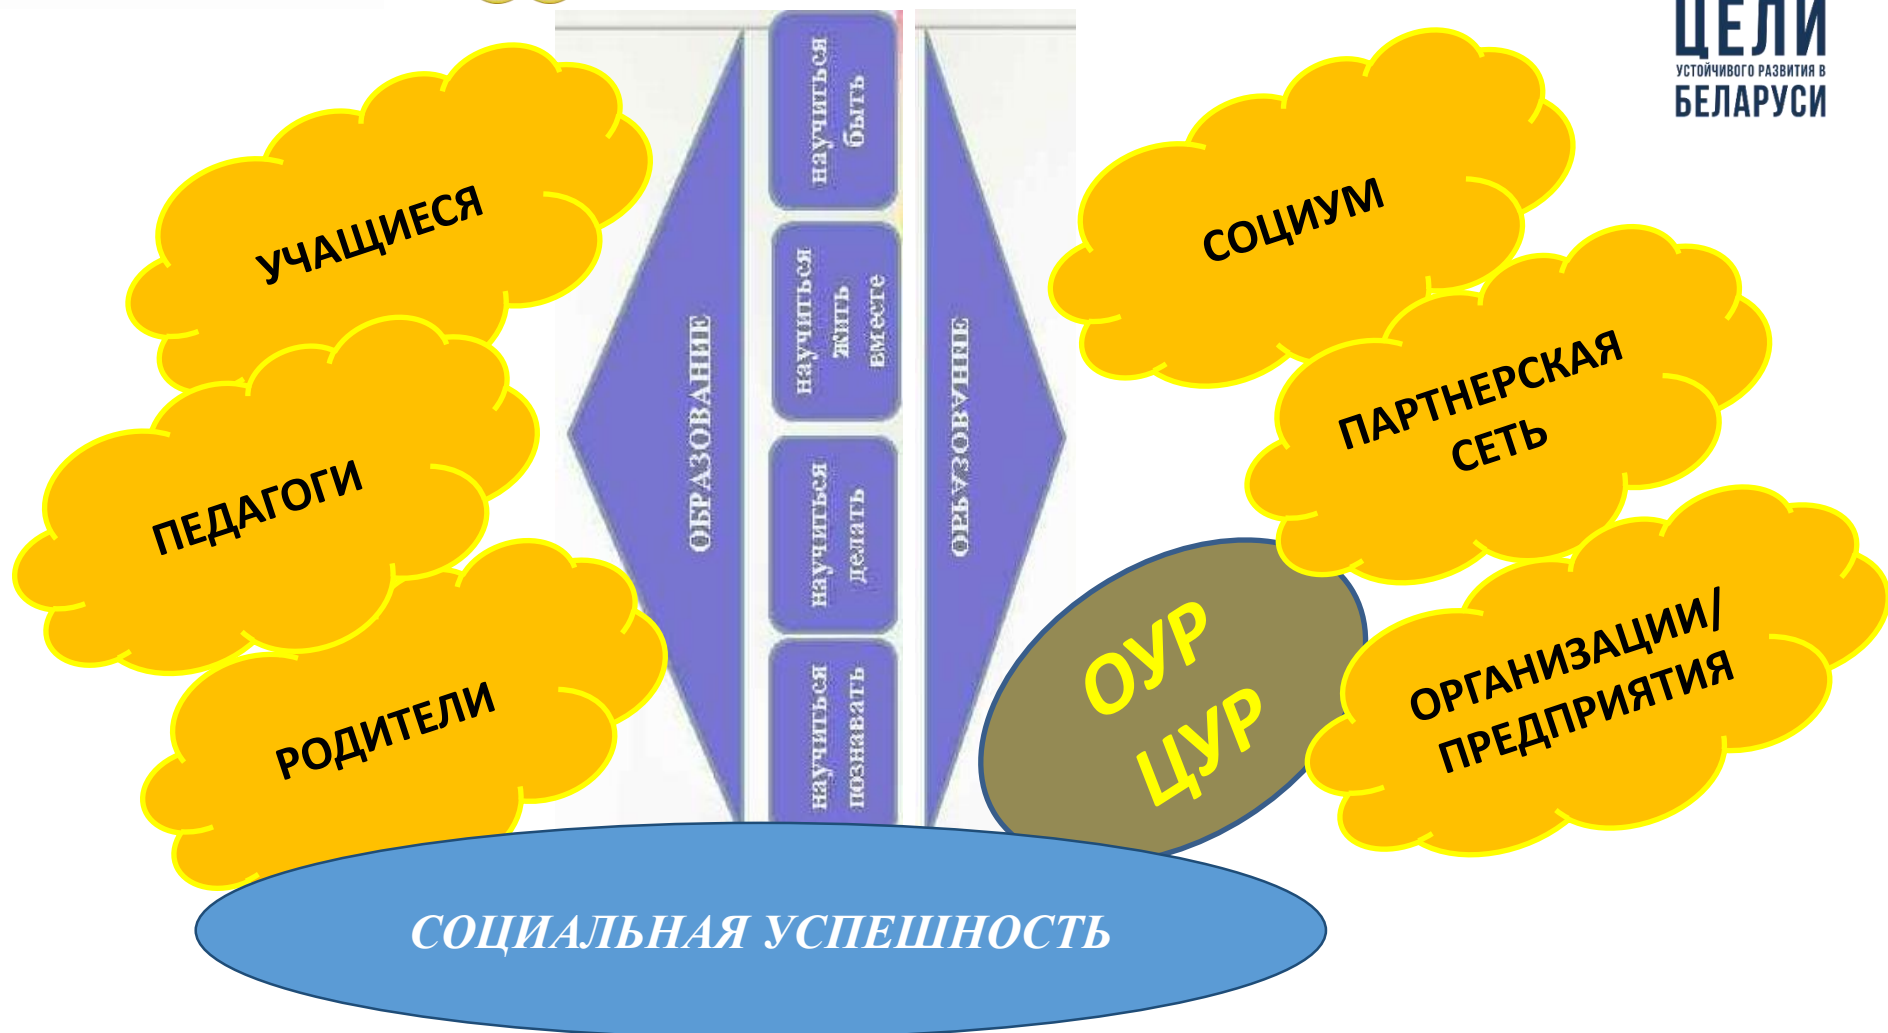 ЦЕЛИ
УСТОЙЧИВОГО РАЗВИТИЯ В
БЕЛАРУСИ
УЧАЩИЕСЯ
ПЕДАГОГИ
РОДИТЕЛИ
ОБРАЗОВАНИЕ
научиться
быть
научиться
жить
вместе
научиться
делать
научиться
познавать
ОБРАЗОВАНИЕ
СОЦИУМ
ПАРТНЕРСКАЯ
СЕТЬ
ОРГАНИЗАЦИИ/
ПРЕДПРИЯТИЯ
ОУР
ЦУР
СОЦИАЛЬНАЯ УСПЕШНОСТЬ